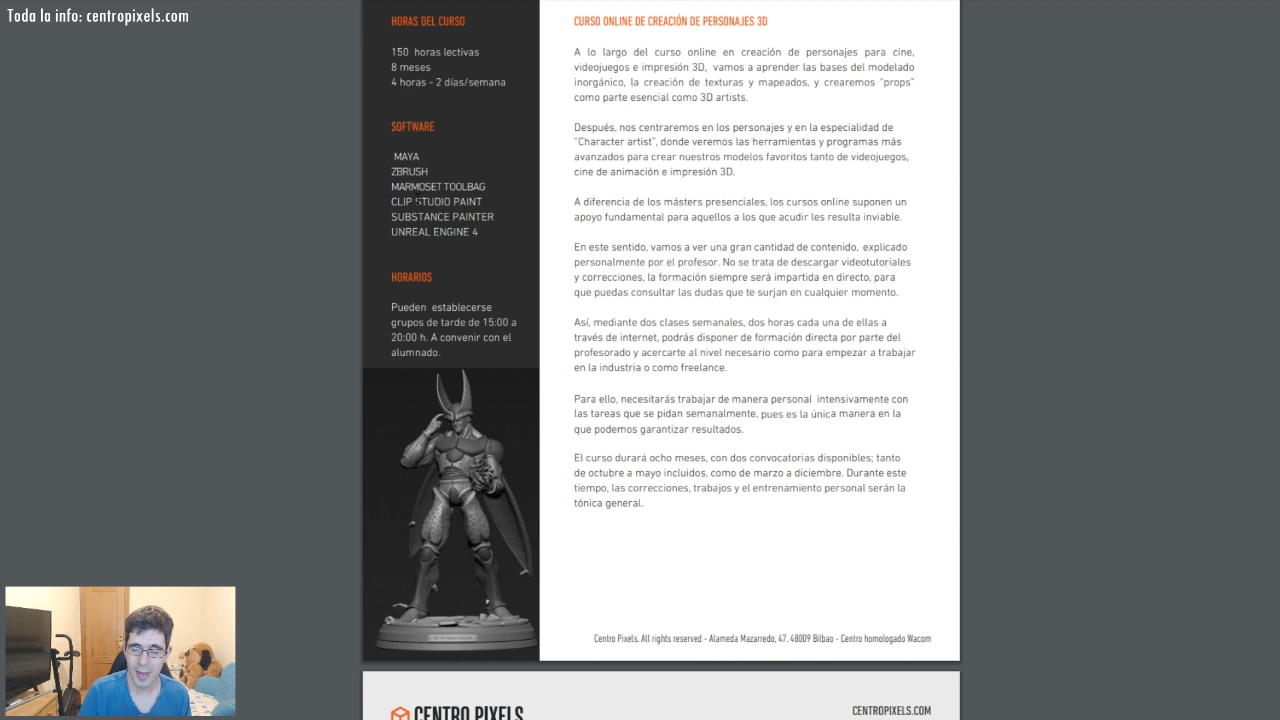 Toda la info: centropixels.com
HORAS DEL CURSO
150 horas lectivas
8 meses
4 horas - 2 días/semana
SOFTWARE
MAYA
ZBRUSH
MARMOSET TOOLBAG
CLIP STUDIO PAINT
SUBSTANCE PAINTER
UNREAL ENGINE 4
HORARIOS
Pueden establecerse
grupos de tarde de 15:00 a
20:00 h. A convenir con el
alumnado.
CURSO ONLINE DE CREACIÓN DE PERSONAJES 3D
A lo largo del curso online en creación de personajes para cine,
videojuegos e impresión 3D, vamos a aprender las bases del modelado
inorgánico, la creación de texturas y mapeados, y crearemos “props”
como parte esencial como 3D artists.
Después, nos centraremos en los personajes y en la especialidad de
“Character artist”, donde veremos las herramientas y programas más
avanzados para crear nuestros modelos favoritos tanto de videojuegos,
cine de animación e impresión 3D.
A diferencia de los másters presenciales, los cursos online suponen un
apoyo fundamental para aquellos a los que acudir les resulta inviable.
En este sentido, vamos a ver una gran cantidad de contenido, explicado
personalmente por el profesor. No se trata de descargar videotutoriales
y correcciones, la formación siempre será impartida en directo, para
que puedas consultar las dudas que te surjan en cualquier momento.
Así, mediante dos clases semanales, dos horas cada una de ellas a
través de internet, podrás disponer de formación directa por parte del
profesorado y acercarte al nivel necesario como para empezar a trabajar
en la industria o como freelance.
Para ello, necesitarás trabajar de manera personal intensivamente con
las tareas que se pidan semanalmente, pues es la única manera en la
que podemos garantizar resultados.
El curso durará ocho meses, con dos convocatorias disponibles; tanto
de octubre a mayo incluidos, como de marzo a diciembre. Durante este
tiempo, las correcciones, trabajos y el entrenamiento personal serán la
tónica general.
Centro Pixels. All rights reserved - Alameda Mazarredo, 47. 48009 Bilbao - Centro homologado Wacom
CENTRO PIXELS
CENTROPIXELS.COM